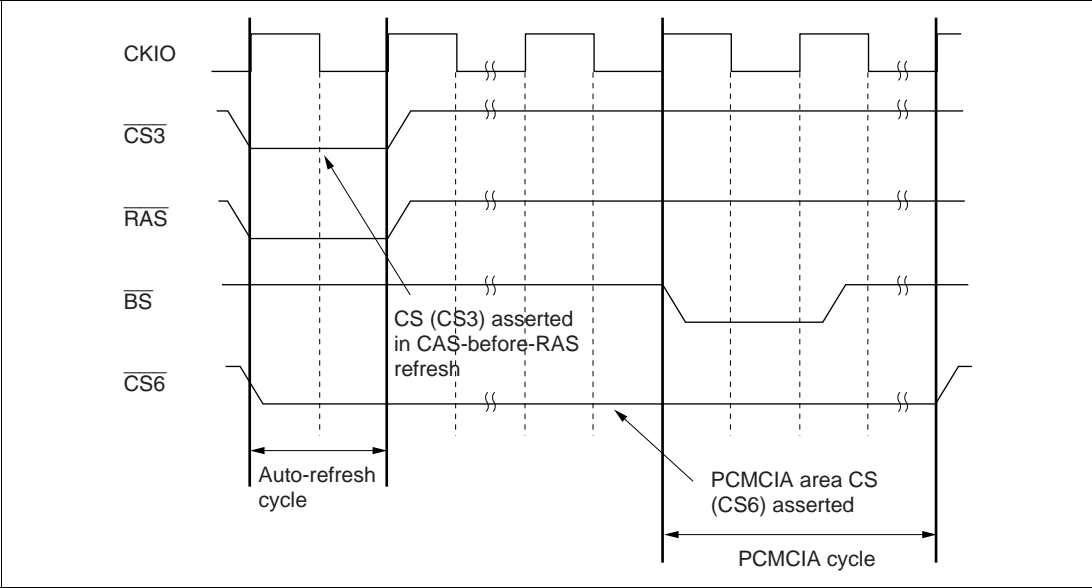 CKIO
CS3
RAS
BS
CS (CS3) asserted
in CAS-before-RAS
refresh
CS6
Auto-refresh
cycle
PCMCIA area CS
(CS6) asserted
PCMCIA cycle